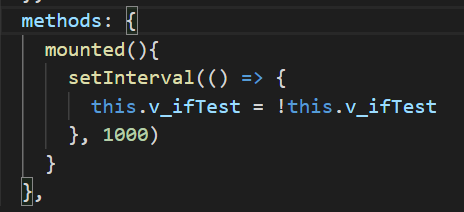 methods: {
mounted(){
setInterval(() => {
this.v_ifTest = !this.v_ifTest
}, 1000)
}
},